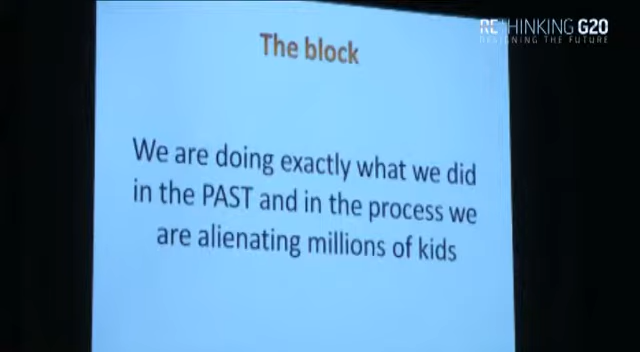 RETHINKING G20
DESIGNING THE FUTURE
The block
We are doing exactly what we did
in the PAST and in the process we
are alienating millions of kids